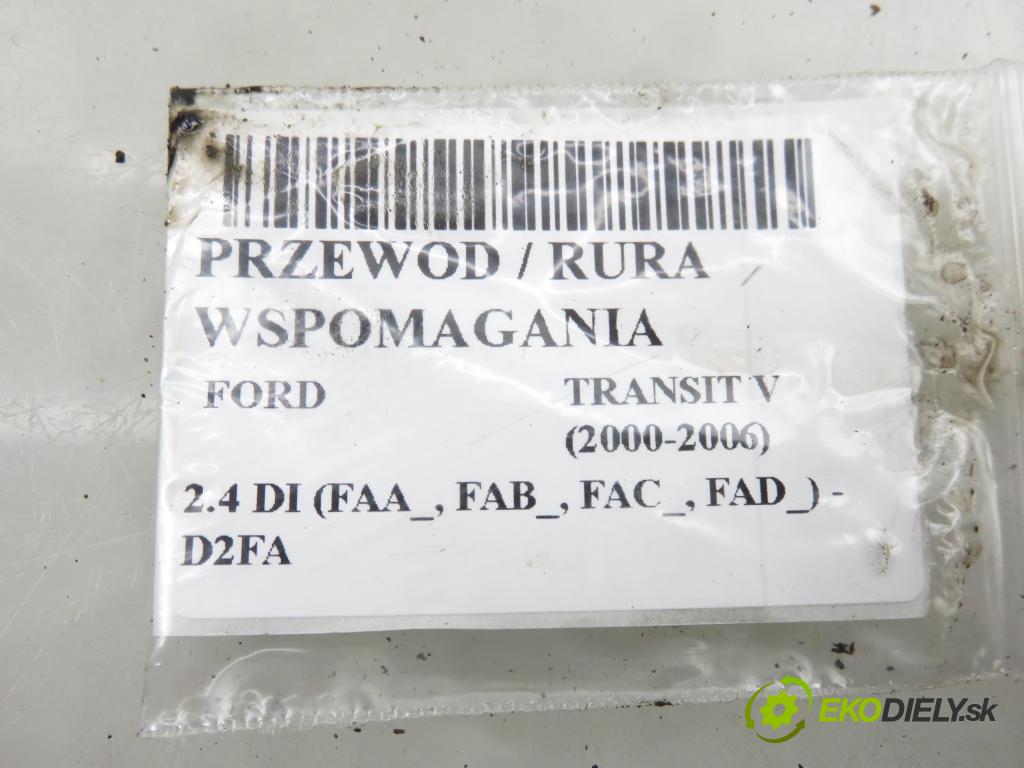 PRZEWOD / RURA
WSPOMAGANIA
FORD TRANSIT V
(2000-2006)
2.4 DI (FAA_, FAB_, FAC_, FAD_) -
D2FA
EKODIELY.sk